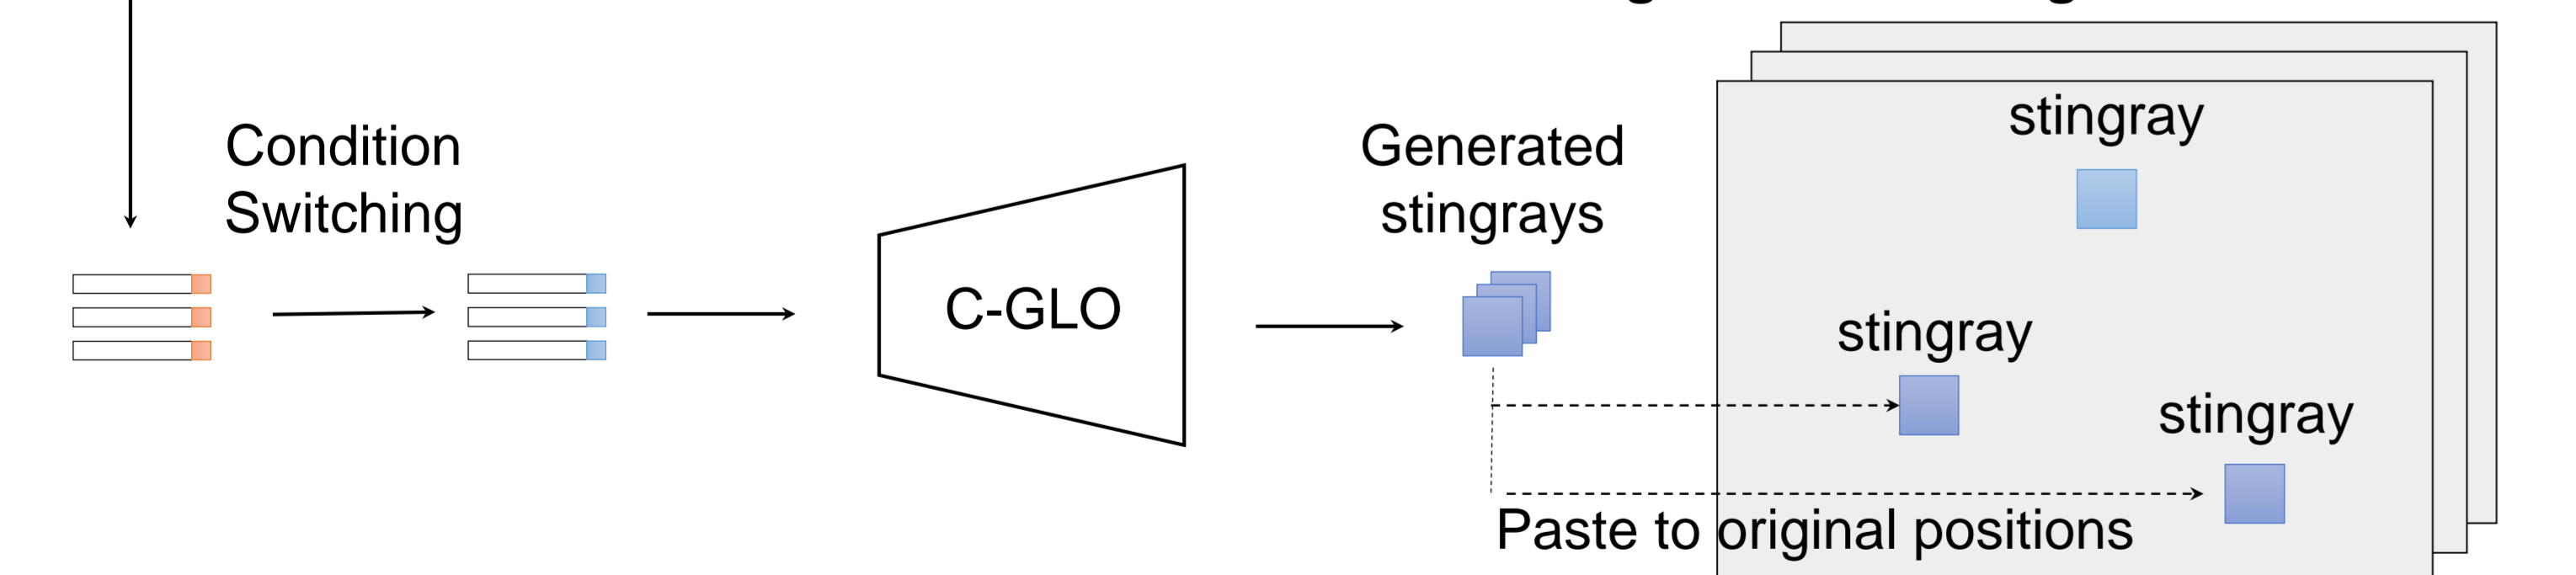 Condition
Switching
C-GLO
Generated
stingrays
stingray
stingray
stingray
Paste to original positions